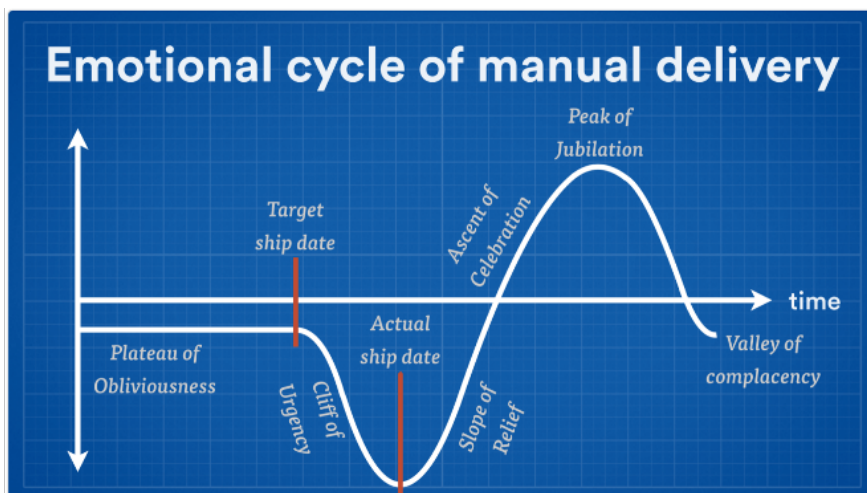 Emotional cycle of manual delivery
Peak of
Jubilation
Target
ship date
Ascent of
Celebration
time
Actual
ship date
Plateau of
Obliviousness
Valley of
complacency
Cliff of
Urgency
Slope of
Relief